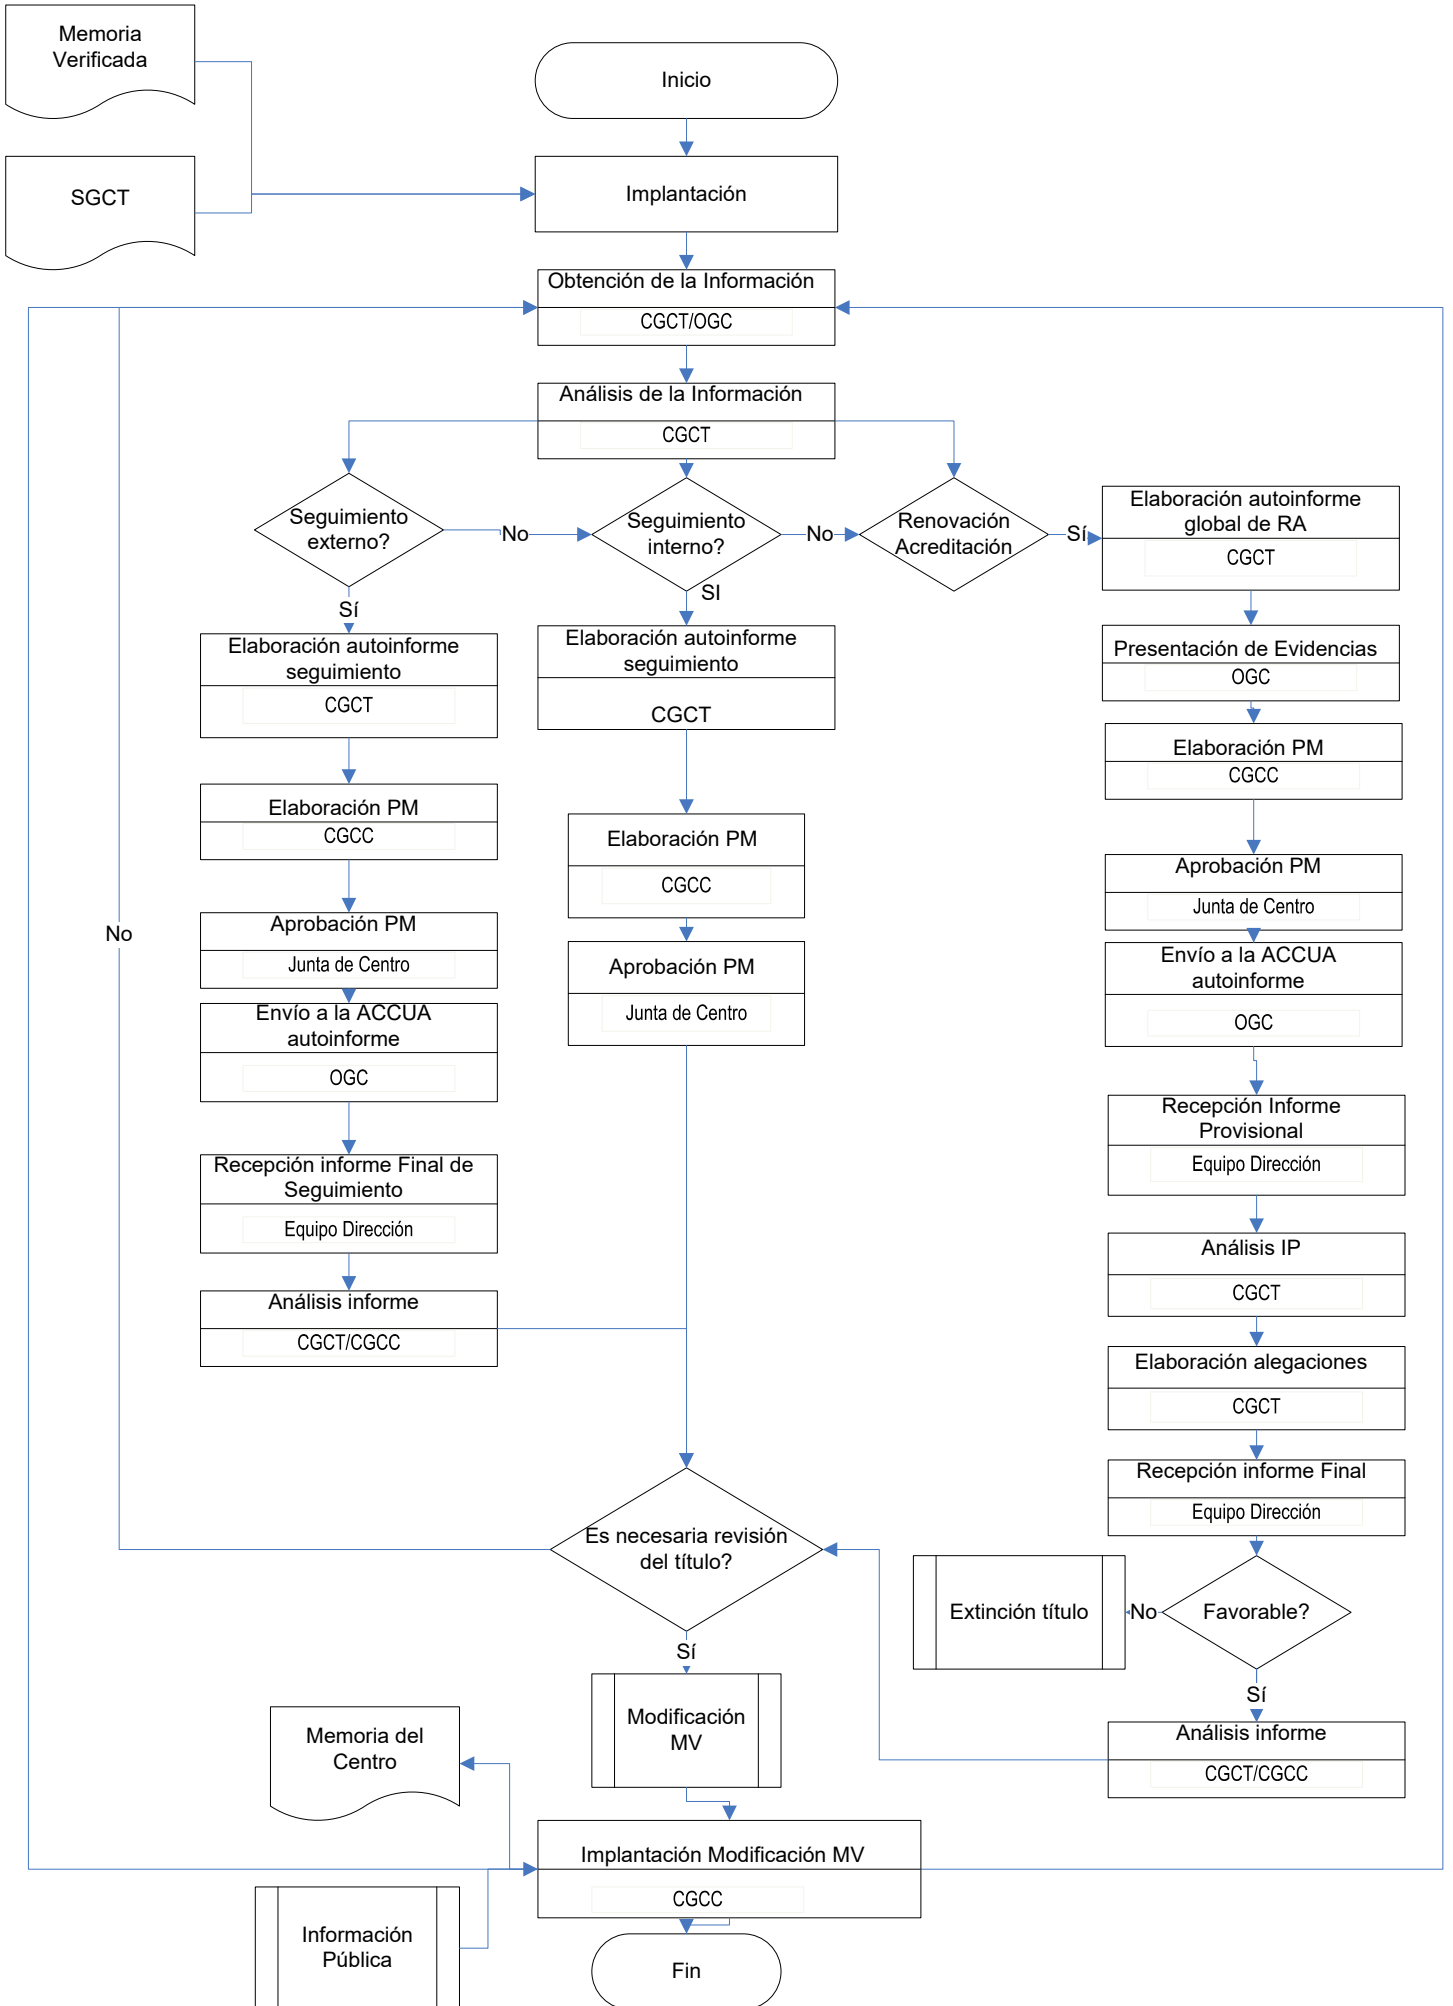 Memoria
Verificada
Inicio
SGCT
Implantación
Obtención de la Información
CGCT/OGC
Análisis de la Información
CGCT
Seguimiento
externo?
No
Seguimiento
interno?
No
Renovación
Acreditación
Sí
Elaboración autoinforme
global de RA
CGCT
Sí
SI
Elaboración autoinforme
seguimiento
CGCT
Elaboración autoinforme
seguimiento
CGCT
Presentación de Evidencias
OGC
Elaboración PM
CGCC
Elaboración PM
CGCC
Elaboración PM
CGCC
Aprobación PM
Junta de Centro
No
Aprobación PM
Junta de Centro
Aprobación PM
Junta de Centro
Envío a la ACCUA
autoinforme
OGC
Envío a la ACCUA
autoinforme
OGC
Recepción Informe
Provisional
Equipo Dirección
Recepción informe Final de
Seguimiento
Equipo Dirección
Análisis IP
CGCT
Análisis informe
CGCT/CGCC
Elaboración alegaciones
CGCT
Recepción informe Final
Equipo Dirección
Es necesaria revisión
del título?
Extinción título
No
Favorable?
Sí
Sí
Modificación
MV
Memoria del
Centro
Análisis informe
CGCT/CGCC
Implantación Modificación MV
CGCC
Información
Pública
Fin